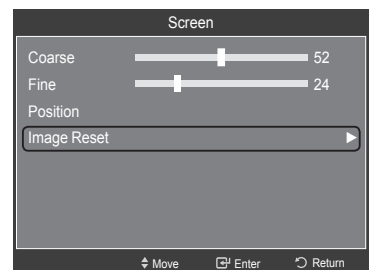 Screen
Coarse 52
Fine 24
Position
Image Reset
Move Enter Return